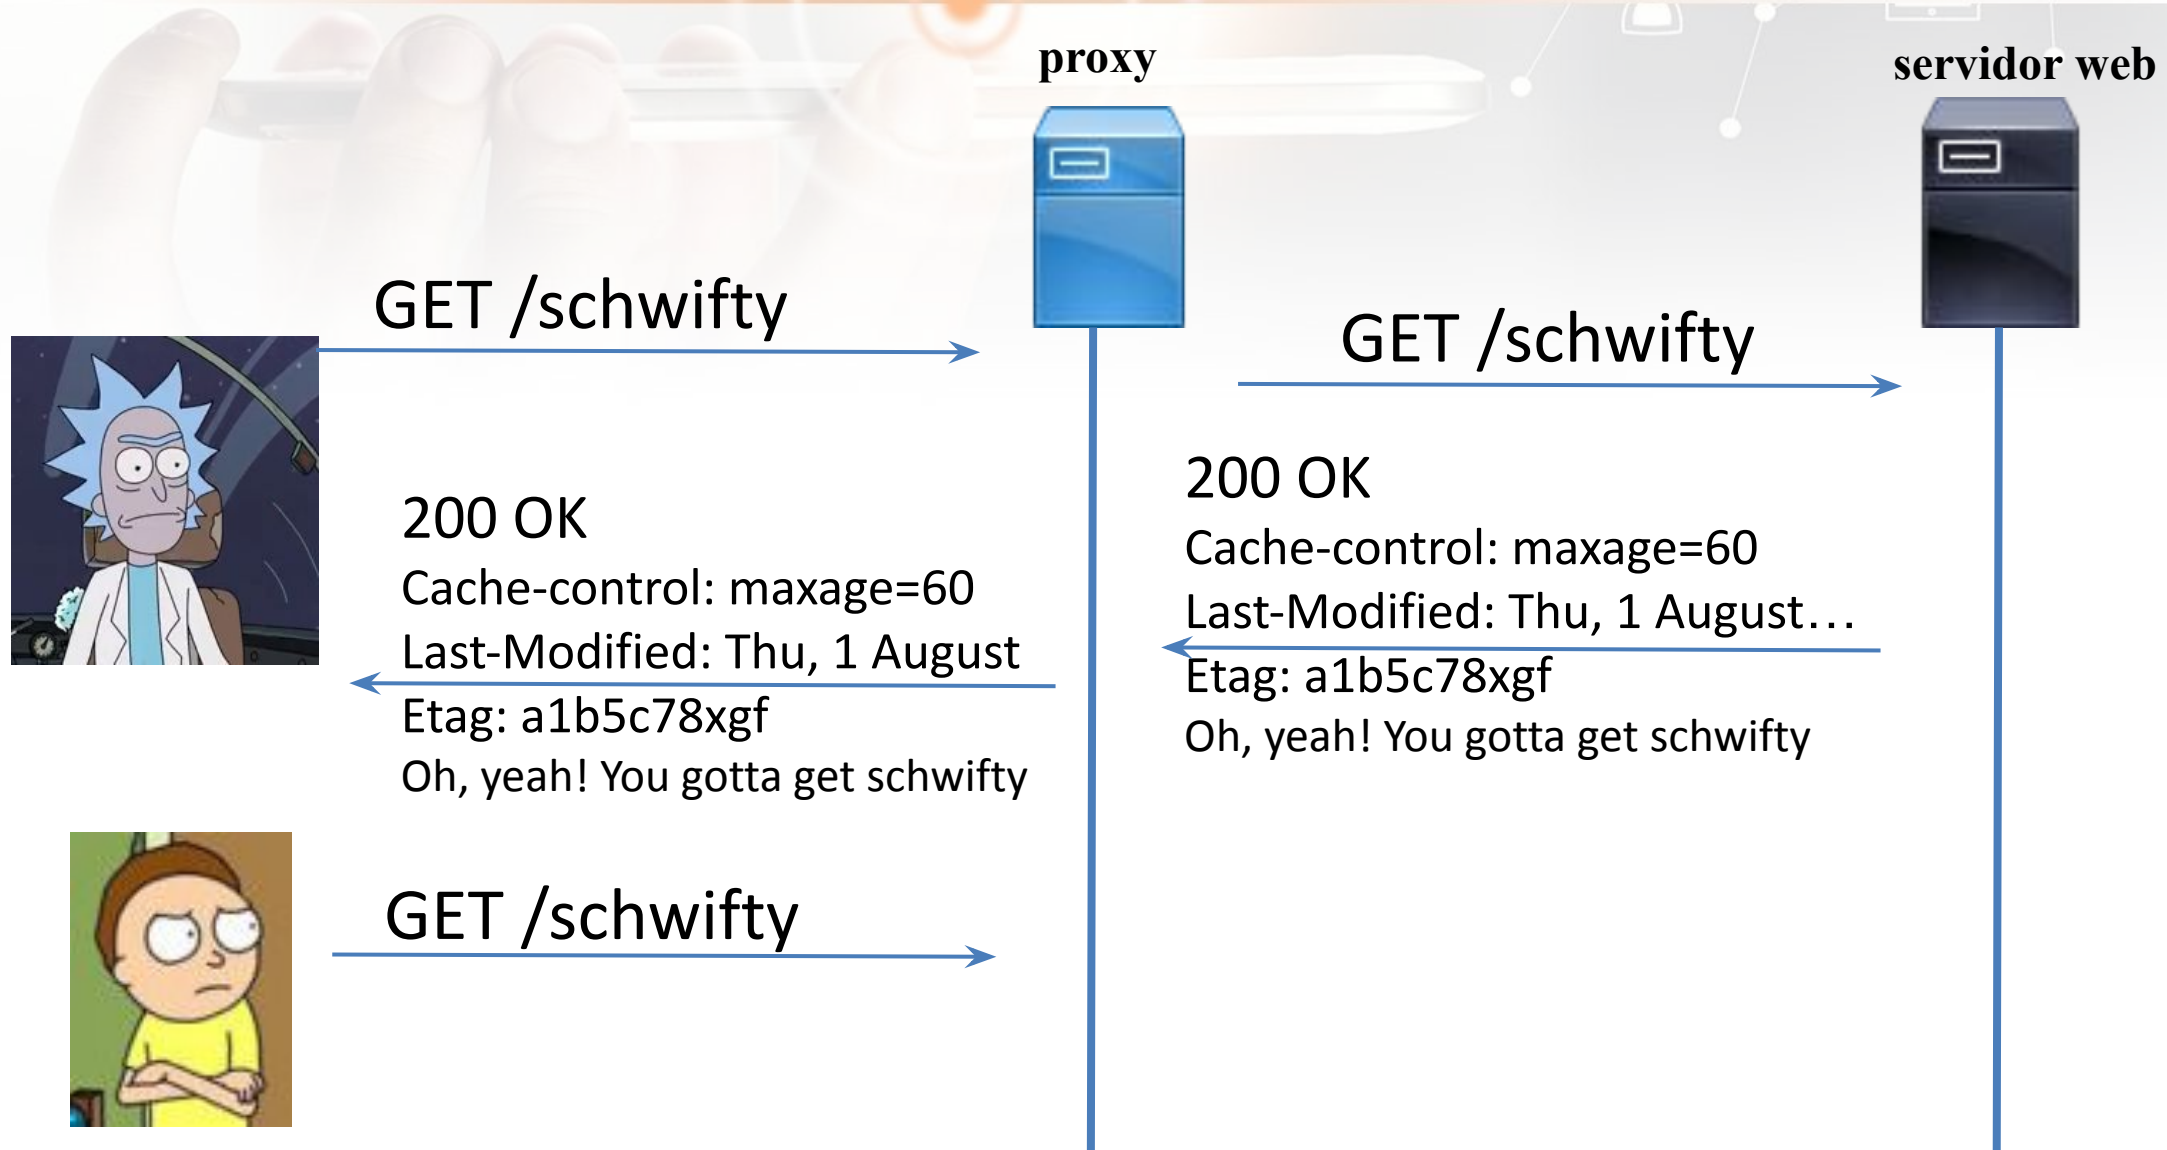 proxy
servidor web
GET /schwifty
GET /schwifty
200 OK
Cache-control: maxage=60
Last-Modified: Thu, 1 August…
Etag: a1b5c78xgf
Oh, yeah! You gotta get schwifty
200 OK
Cache-control: maxage=60
Last-Modified: Thu, 1 August
Etag: a1b5c78xgf
Oh, yeah! You gotta get schwifty
GET /schwifty